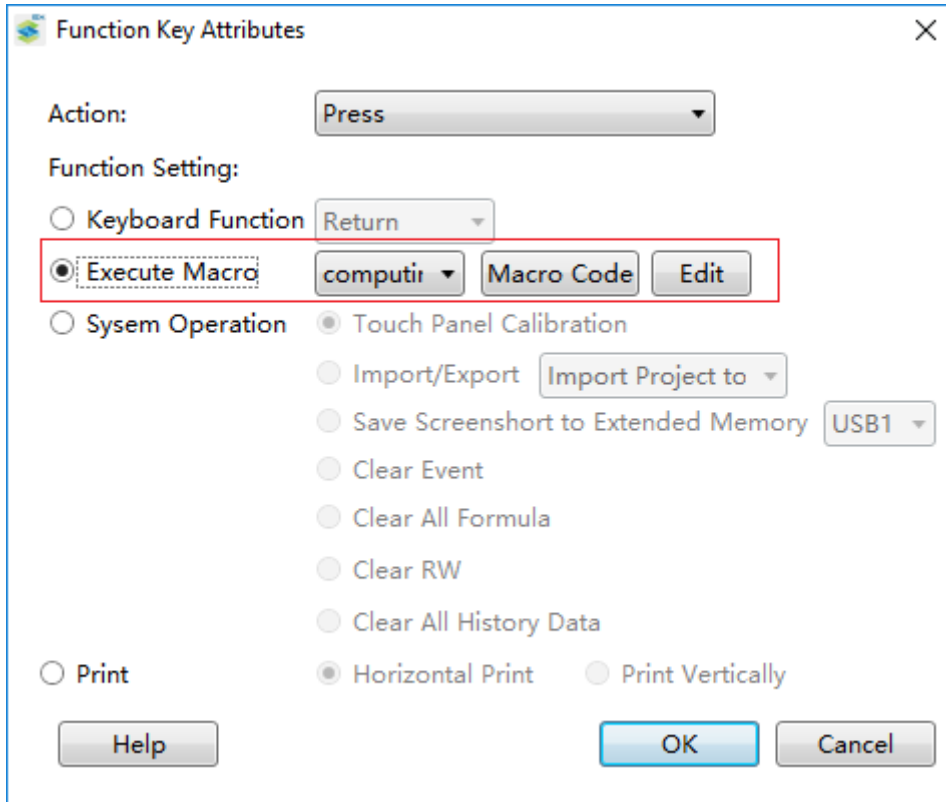 Function Key Attributes
Action: Press
Function Setting:
Keyboard Function Return
Execute Macro computir Macro Code Edit
Sysem Operation Touch Panel Calibration
Import/Export Import Project to
Save Screenshort to Extended Memory USB1
Clear Event
Clear All Formula
Clear RW
Clear All History Data
Print Horizontal Print Print Vertically
Help OK Cancel